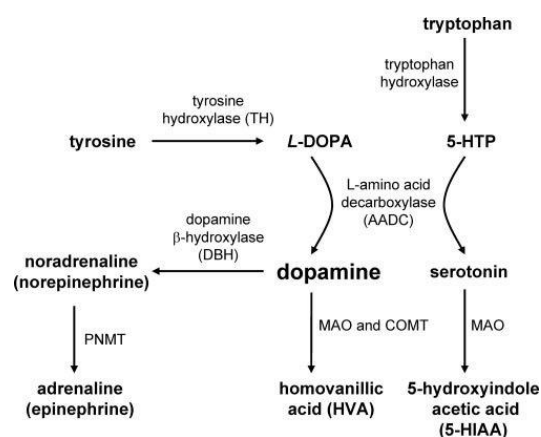 tryptophan
tryptophan
hydroxylase
tyrosine
hydroxylase (TH)
tyrosine
L-DOPA
5-HTP
L-amino acid
decarboxylase
(AADC)
dopamine
β-hydroxylase
(DBH)
noradrenaline
(norepinephrine)
dopamine
serotonin
PNMT
MAO and COMT
MAO
adrenaline
(epinephrine)
homovanillic
acid (HVA)
5-hydroxyindole
acetic acid
(5-HIAA)